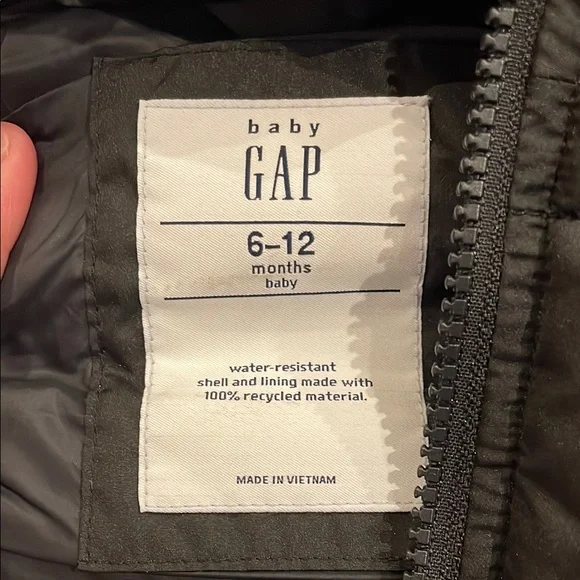 baby
GAP
6–12
months
baby
water-resistant
shell and lining made with
100% recycled material.
MADE IN VIETNAM